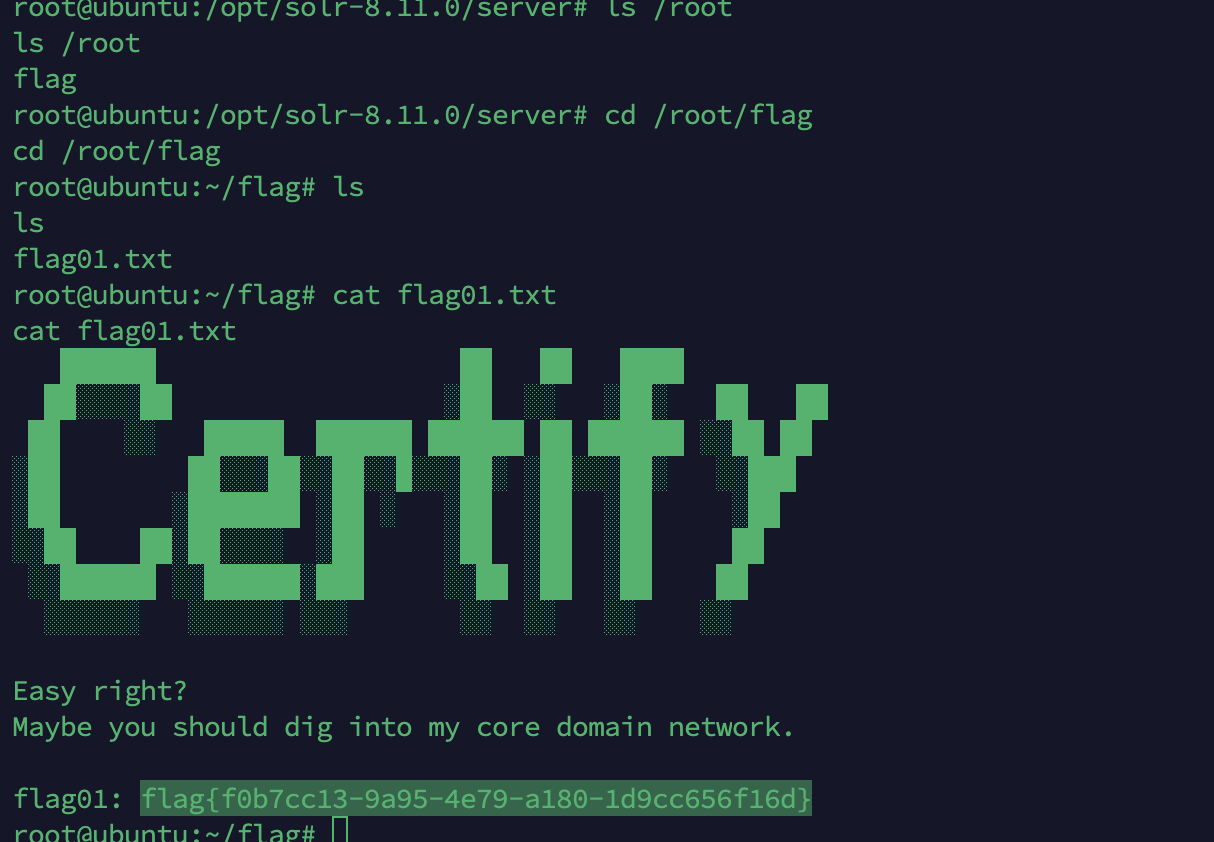 root@ubuntu:/opt/solr-8.11.0/server# ls /root
ls /root
flag
root@ubuntu:/opt/solr-8.11.0/server# cd /root/flag
cd /root/flag
root@ubuntu:~/flag# ls
ls
flag01.txt
root@ubuntu:~/flag# cat flag01.txt
cat flag01.txt
Certify
Easy right?
Maybe you should dig into my core domain network.
flag01: flag{f0b7cc13-9a95-4e79-a180-1d9cc656f16d}
root@ubuntu:~/flag#